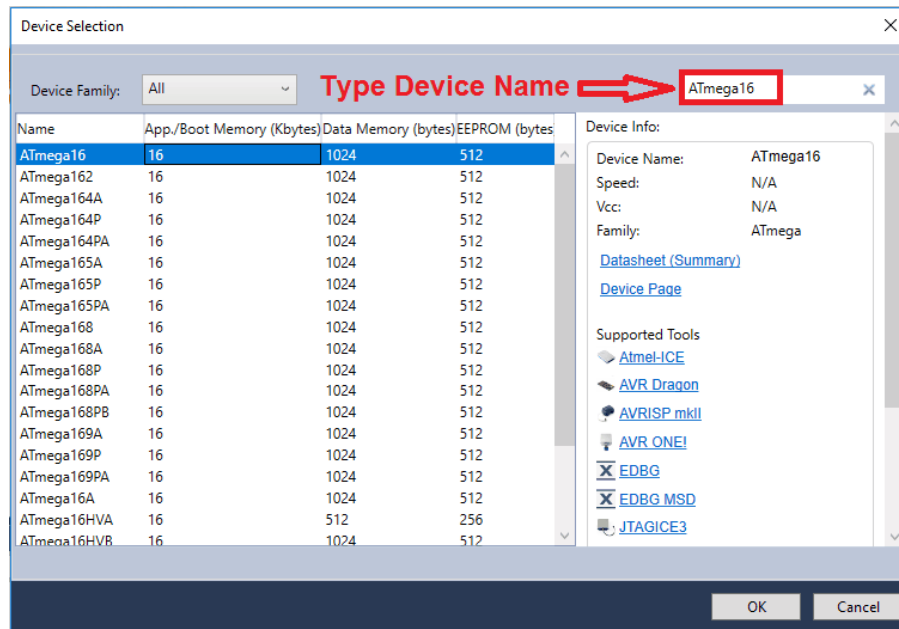 Device Selection
Device Family: All Type Device Name ATmega16
Name App./Boot Memory (Kbytes) Data Memory (bytes) EEPROM (bytes
ATmega16 16 1024 512
ATmega162 16 1024 512
ATmega164A 16 1024 512
ATmega164P 16 1024 512
ATmega164PA 16 1024 512
ATmega165A 16 1024 512
ATmega165P 16 1024 512
ATmega165PA 16 1024 512
ATmega168 16 1024 512
ATmega168A 16 1024 512
ATmega168P 16 1024 512
ATmega168PA 16 1024 512
ATmega168PB 16 1024 512
ATmega169A 16 1024 512
ATmega169P 16 1024 512
ATmega169PA 16 1024 512
ATmega16A 16 1024 512
ATmega16HVA 16 512 256
ATmega16HVB 16 1024 512
Device Info:
Device Name: ATmega16
Speed: N/A
Vcc: N/A
Family: ATmega
Datasheet (Summary)
Device Page
Supported Tools
Atmel-ICE
AVR Dragon
AVRISP mkII
AVR ONE!
EDBG
EDBG MSD
JTAGICE3
OK Cancel